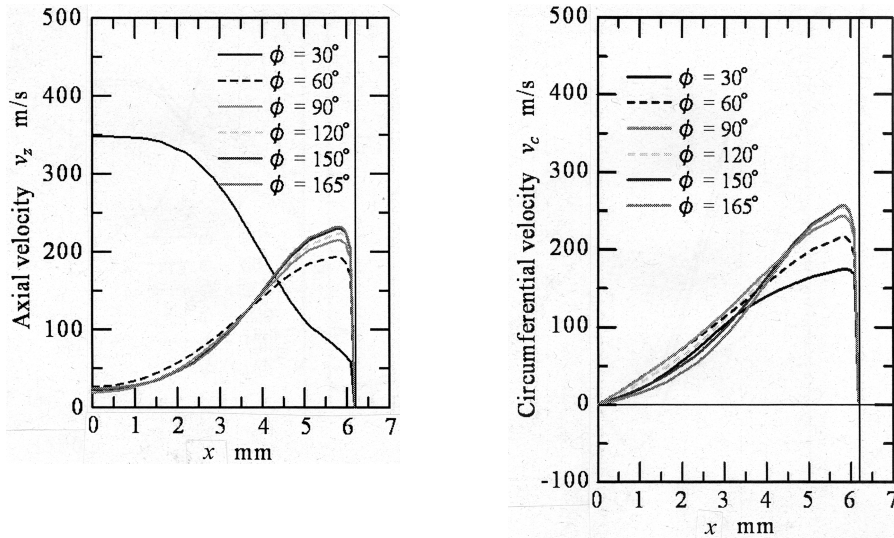 500
400
300
200
100
0
Axial velocity v_z m/s
ϕ = 30°
ϕ = 60°
ϕ = 90°
ϕ = 120°
ϕ = 150°
ϕ = 165°
0 1 2 3 4 5 6 7
x mm
500
400
300
200
100
0
-100
Circumferential velocity v_c m/s
ϕ = 30°
ϕ = 60°
ϕ = 90°
ϕ = 120°
ϕ = 150°
ϕ = 165°
0 1 2 3 4 5 6 7
x mm